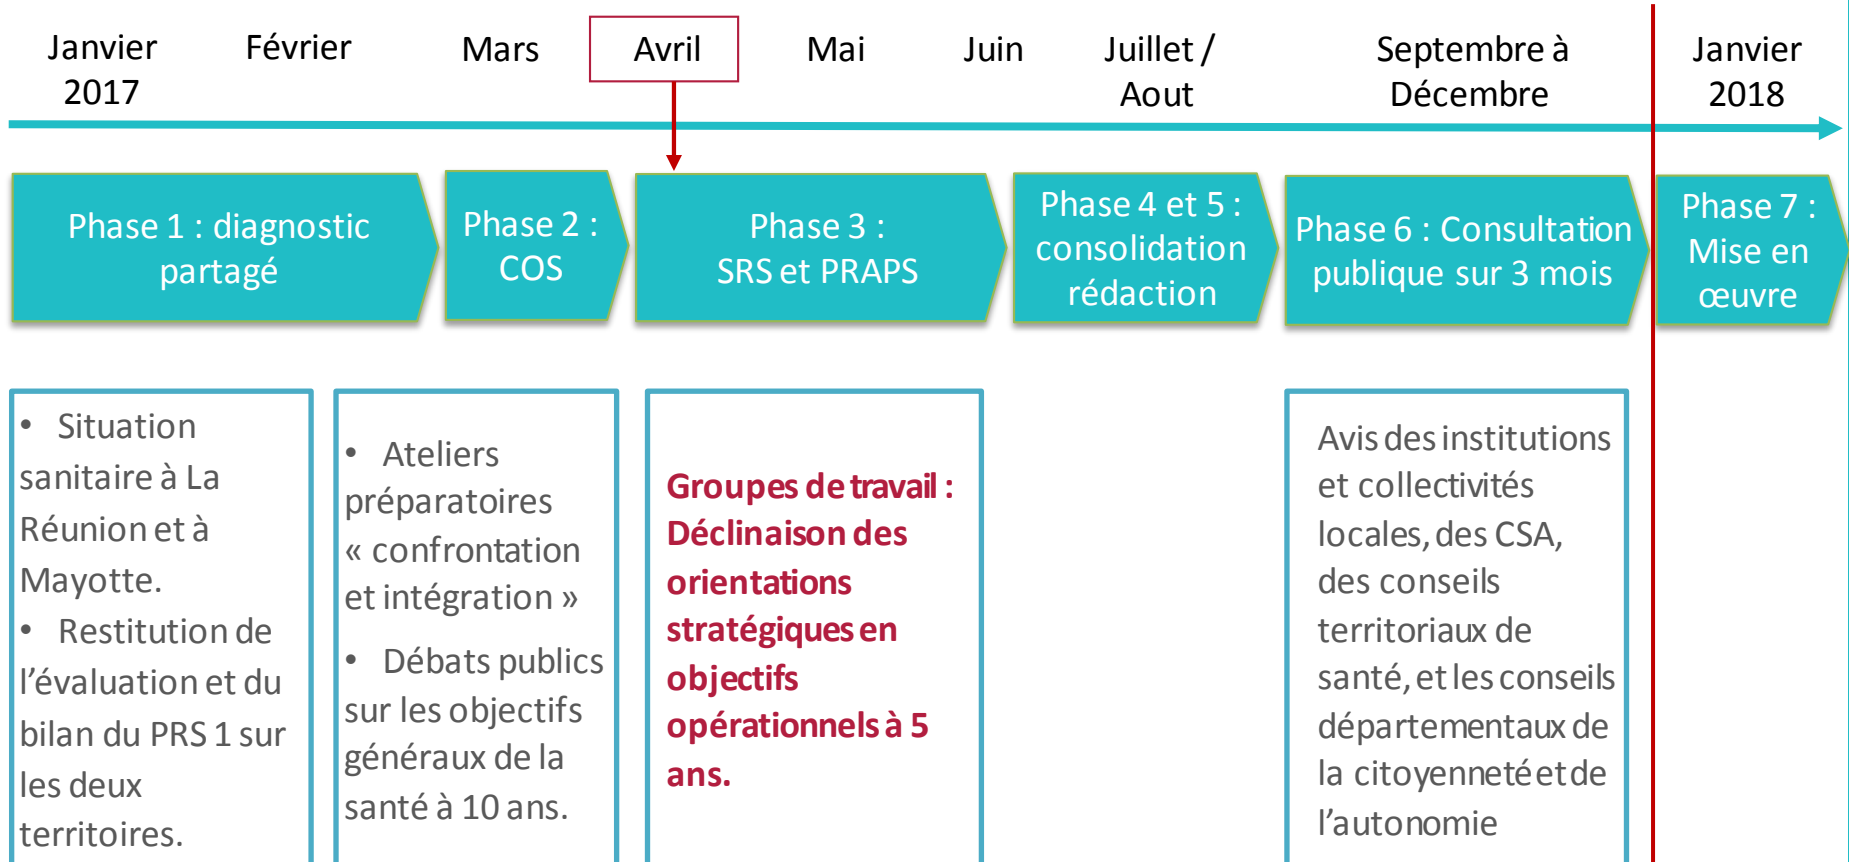 Janvier
2017
Février
Mars
Avril
Mai
Juin
Juillet /
Aout
Septembre à
Décembre
Janvier
2018
Phase 1 : diagnostic
partagé
Phase 2 :
COS
Phase 3 :
SRS et PRAPS
Phase 4 et 5 :
consolidation
rédaction
Phase 6 : Consultation
publique sur 3 mois
Phase 7 :
Mise en
œuvre
• Situation
sanitaire à La
Réunion et à
Mayotte.
• Restitution de
l’évaluation et du
bilan du PRS 1 sur
les deux
territoires.
• Ateliers
préparatoires
« confrontation
et intégration »
• Débats publics
sur les objectifs
généraux de la
santé à 10 ans.
Groupes de travail :
Déclinaison des
orientations
stratégiques en
objectifs
opérationnels à 5
ans.
Avis des institutions
et collectivités
locales, des CSA,
des conseils
territoriaux de
santé, et les conseils
départementaux de
la citoyenneté et de
l’autonomie